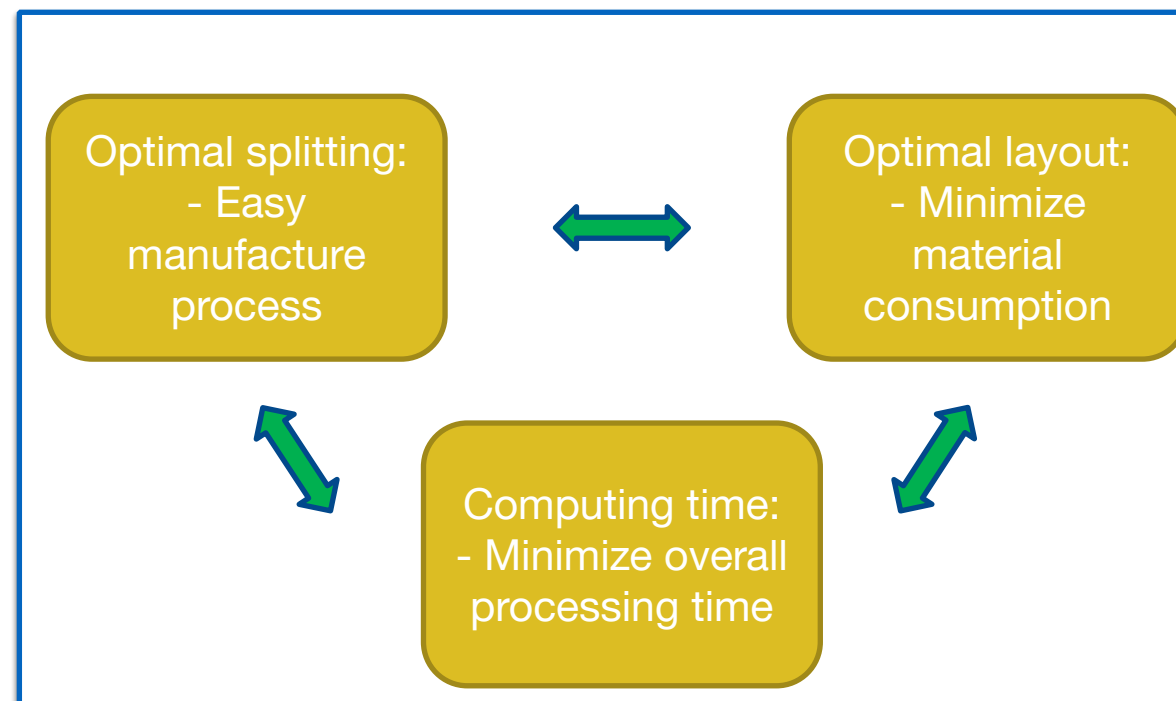 Optimal splitting:
- Easy
manufacture
process
Optimal layout:
- Minimize
material
consumption
Computing time:
- Minimize overall
processing time